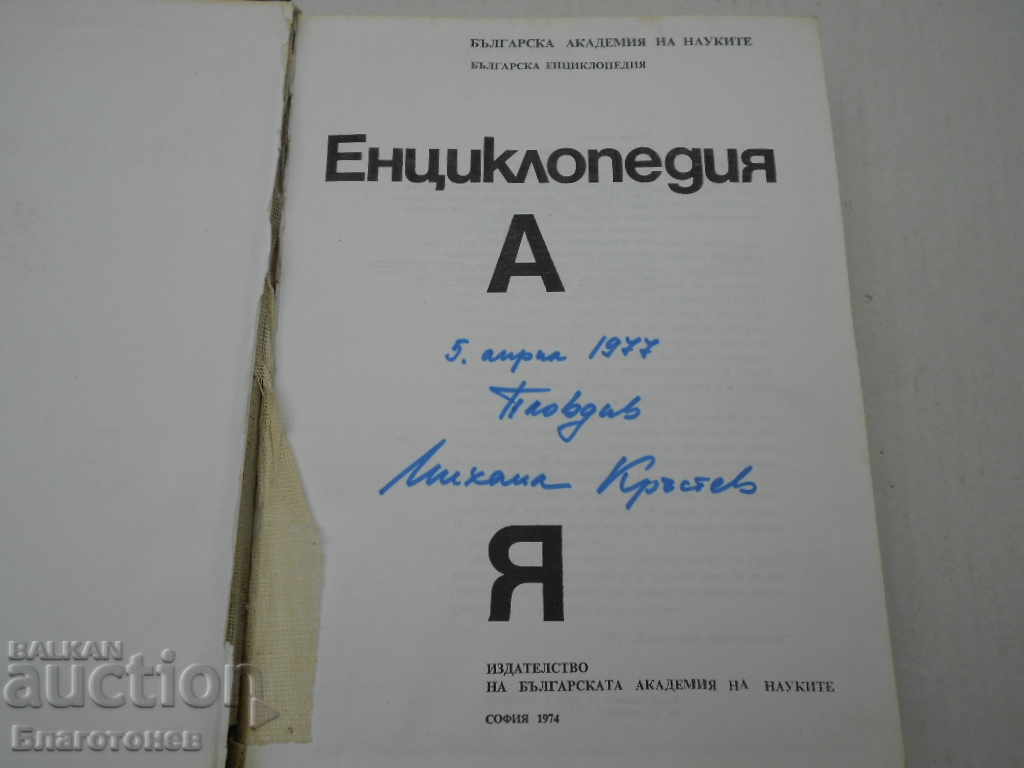 БЪЛГАРСКА АКАДЕМИЯ НА НАУКИТЕ
БЪЛГАРСКА ЕНЦИКЛОПЕДИЯ
Енциклопедия
А
5. април 1977
Пловдив
Михаил Кръстев
Я
ИЗДАТЕЛСТВО
НА БЪЛГАРСКАТА АКАДЕМИЯ НА НАУКИТЕ
СОФИЯ 1974
BALKAN
auction
Благотонев